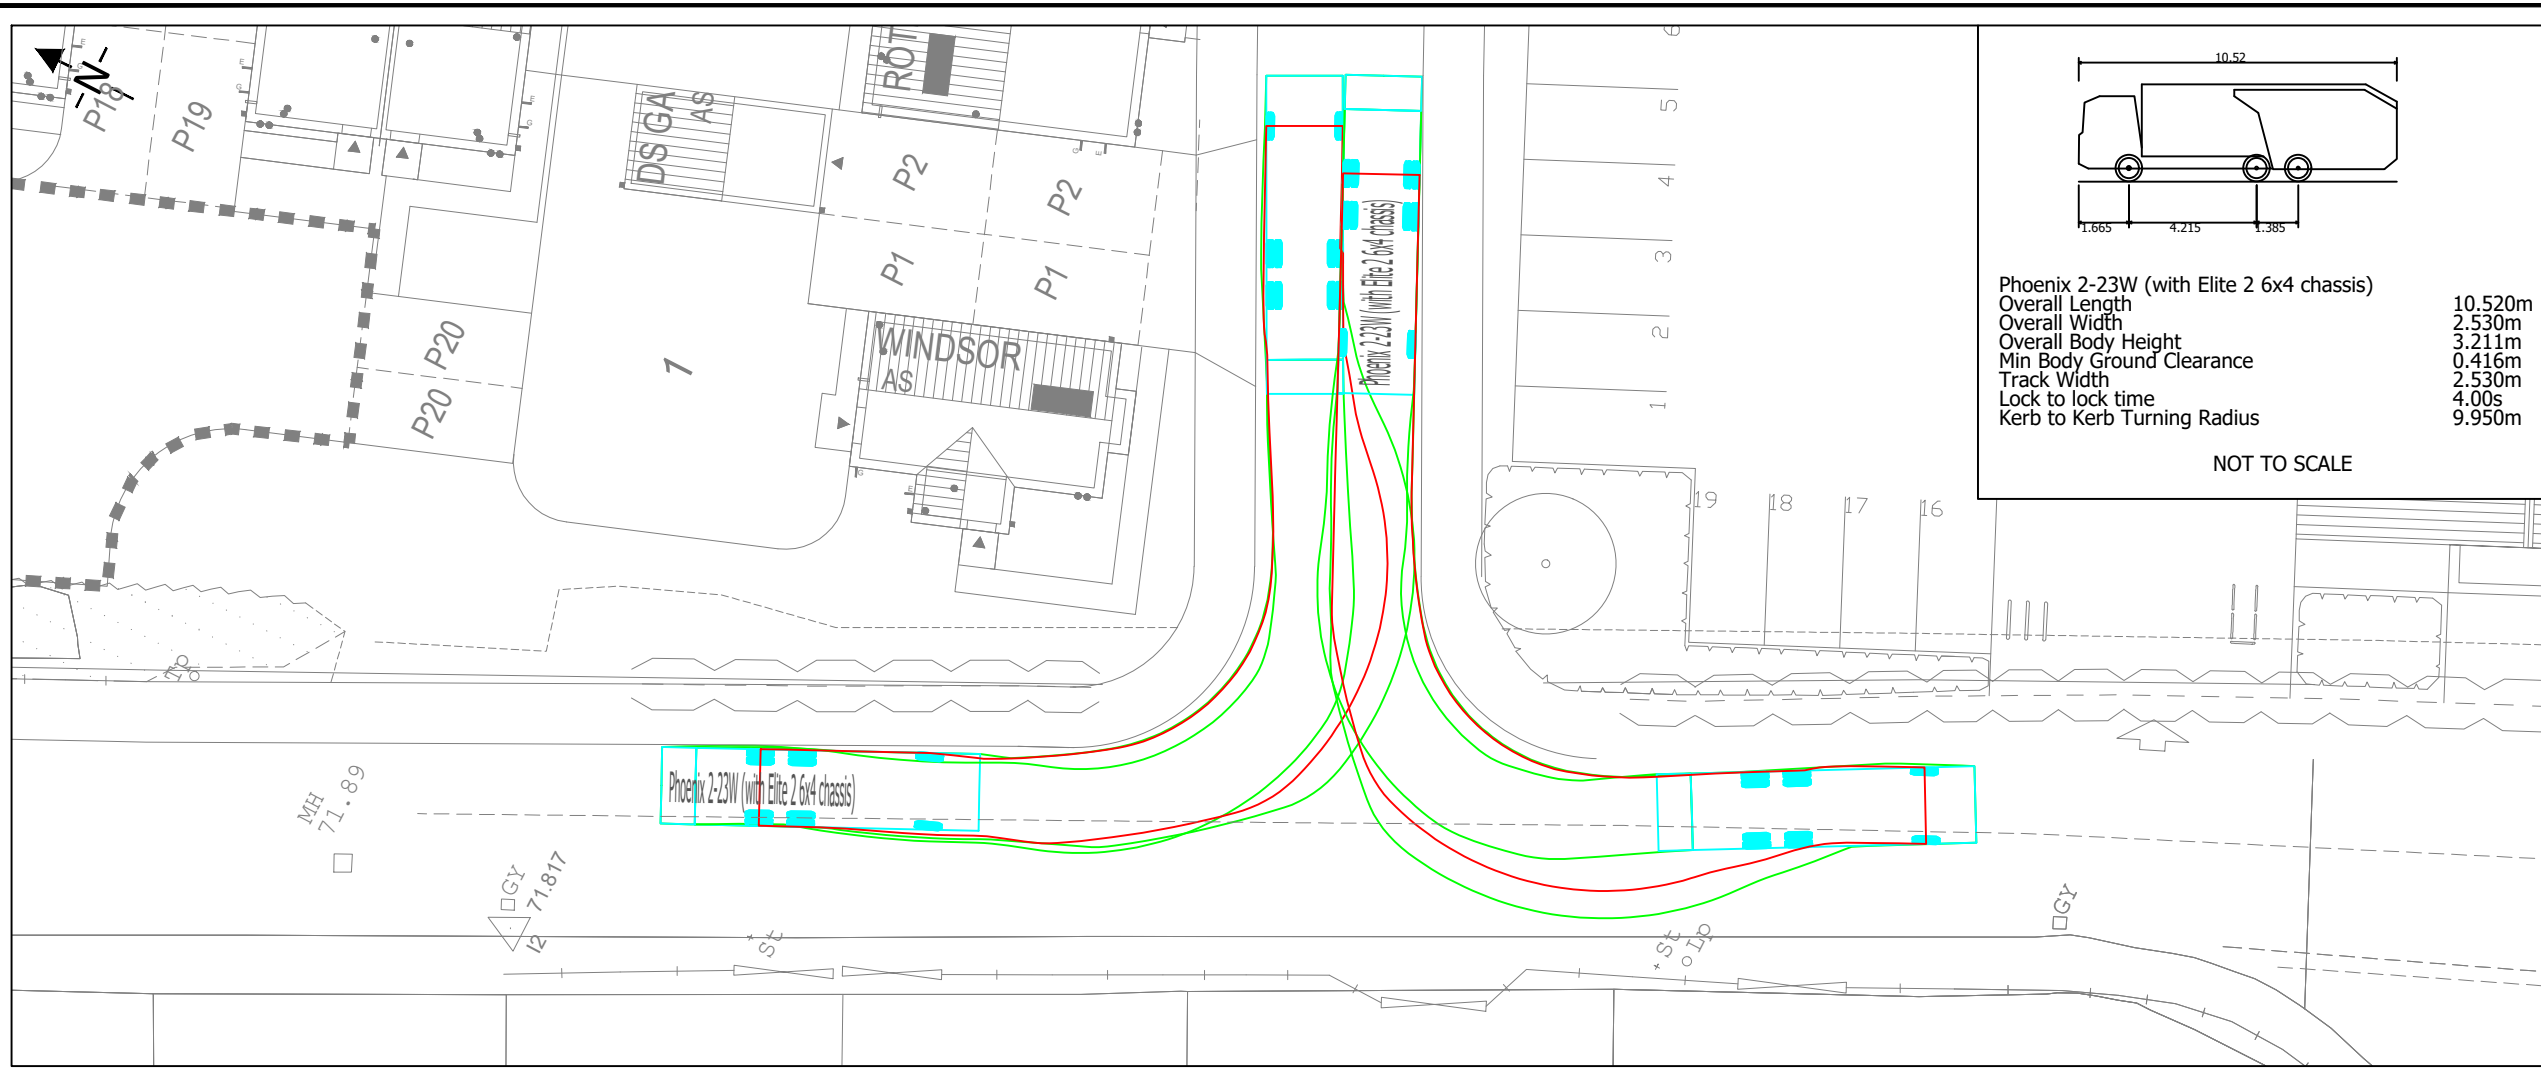 N
P18
P19
DS GA
AS
ROT
P2
P2
P1
P1
P20
P20
1
WINDSOR
AS
6
5
4
3
2
1
19
18
17
16
10.52
1.665
4.215
1.385
Phoenix 2-23W (with Elite 2 6x4 chassis)
Overall Length 10.520m
Overall Width 2.530m
Overall Body Height 3.211m
Min Body Ground Clearance 0.416m
Track Width 2.530m
Lock to lock time 4.00s
Kerb to Kerb Turning Radius 9.950m
NOT TO SCALE
Phoenix 2-23W (with Elite 2 6x4 chassis)
Phoenix 2-23W (with Elite 2 6x4 chassis)
Tp
MH
71.89
GY
71.817
I2
St
St
Lp
GY
E
G
E
G
E
G
G
E
G
E
G